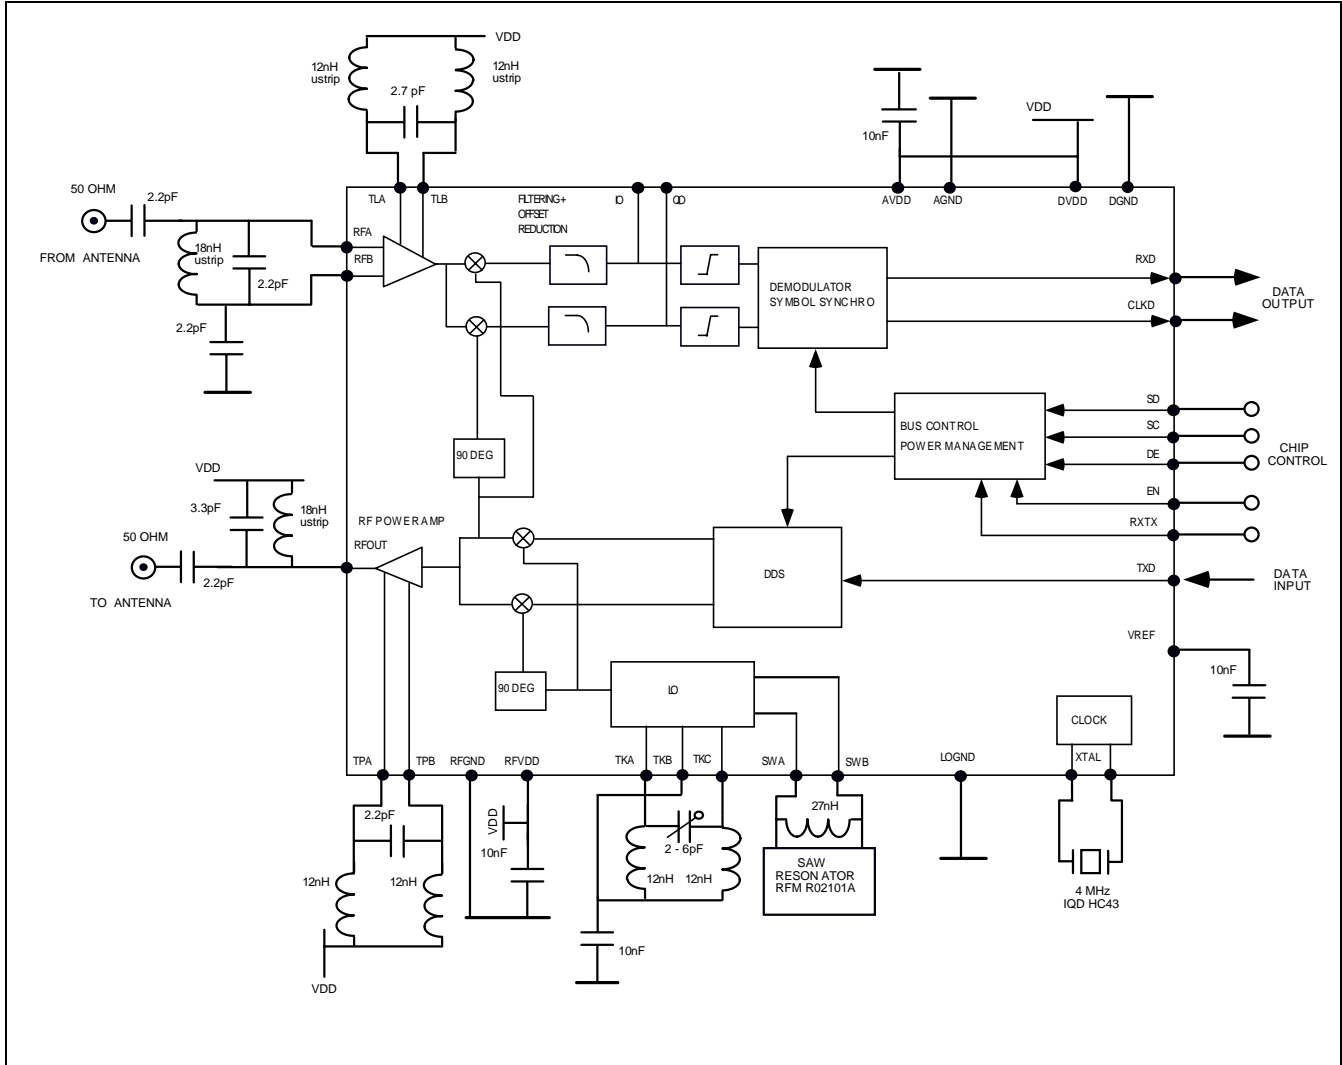 VDD
12nH
ustrip
12nH
ustrip
2.7 pF
10nF
VDD
50 OHM
2.2pF
FROM ANTENNA
18nH
ustrip
2.2pF
2.2pF
TLA
TLB
FILTERING+
OFFSET
REDUCTION
IO
QO
AVDD
AGND
DVDD
DGND
RFA
RFB
DEMODULATOR
SYMBOL SYNCHRO
RXD
CLKD
DATA
OUTPUT
BUS CONTROL
POWER MANAGEMENT
SD
SC
DE
EN
RXTX
CHIP
CONTROL
90 DEG
VDD
3.3pF
18nH
ustrip
50 OHM
2.2pF
TO ANTENNA
RF POWER AMP
RFOUT
DDS
TXD
DATA
INPUT
VREF
10nF
90 DEG
LO
CLOCK
TPA
TPB
RFGND
RFVDD
TKA
TKB
TKC
SWA
SWB
LOGND
XTAL
2.2pF
12nH
12nH
VDD
VDD
10nF
2 - 6pF
12nH
12nH
10nF
27nH
SAW
RESONATOR
RFM R02101A
4 MHz
IQD HC43